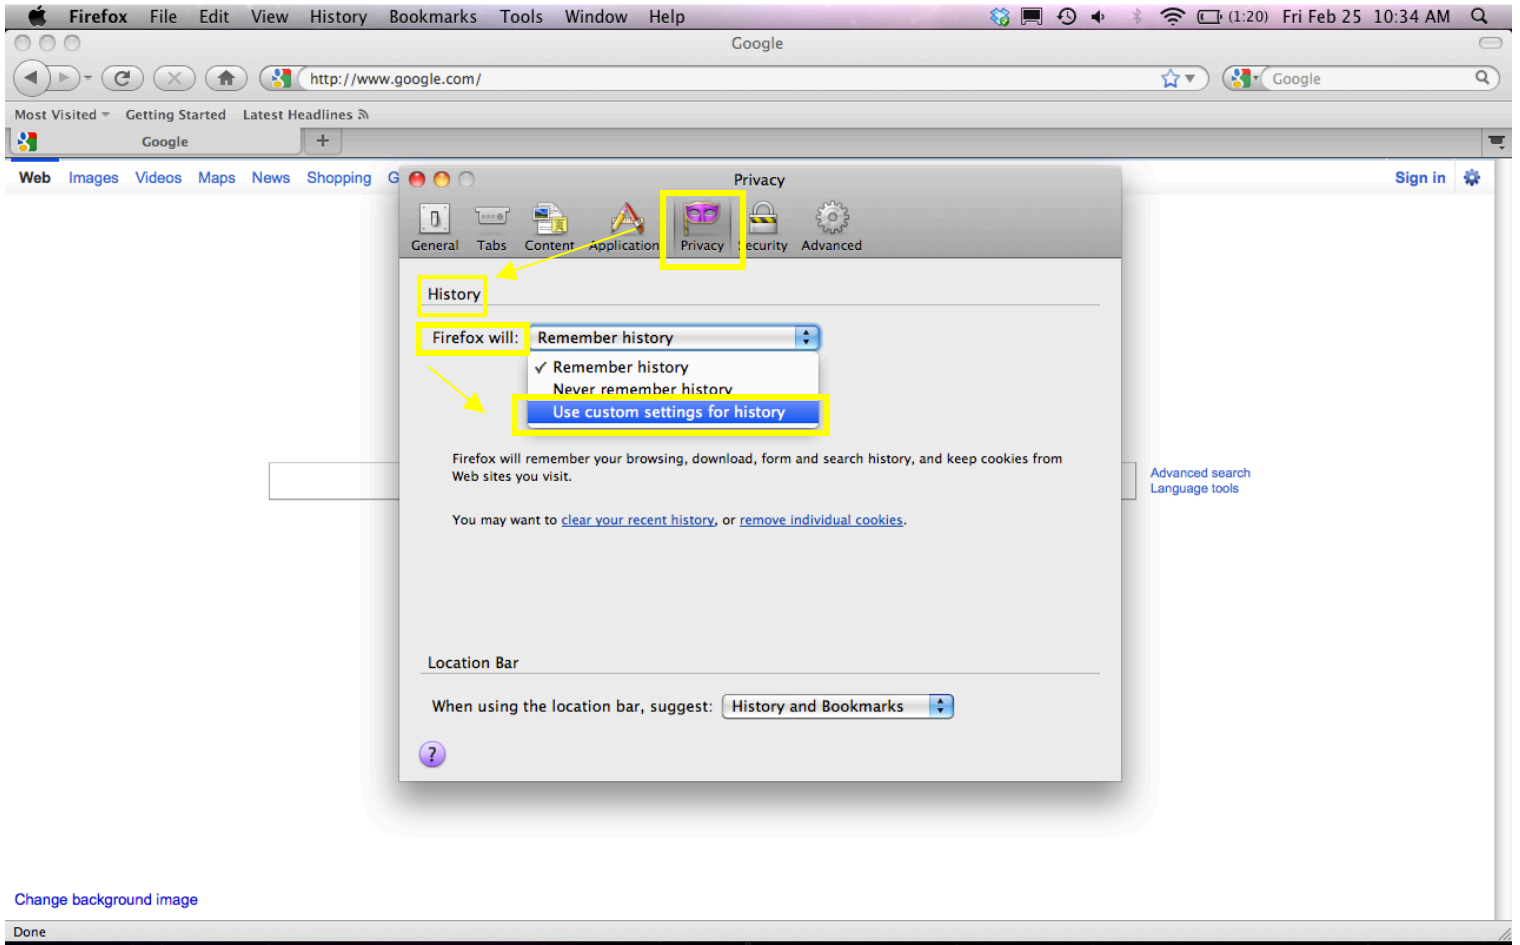 Firefox File Edit View History Bookmarks Tools Window Help (1:20) Fri Feb 25 10:34 AM
Google
http://www.google.com/ Google
Most Visited Getting Started Latest Headlines
Google +
Web Images Videos Maps News Shopping G Privacy Sign in
General Tabs Content Application Privacy ecurity Advanced
History
Firefox will: Remember history
✓ Remember history
Never remember history
Use custom settings for history
Firefox will remember your browsing, download, form and search history, and keep cookies from
Web sites you visit.
Advanced search
Language tools
You may want to clear your recent history, or remove individual cookies.
Location Bar
When using the location bar, suggest: History and Bookmarks
?
Change background image
Done